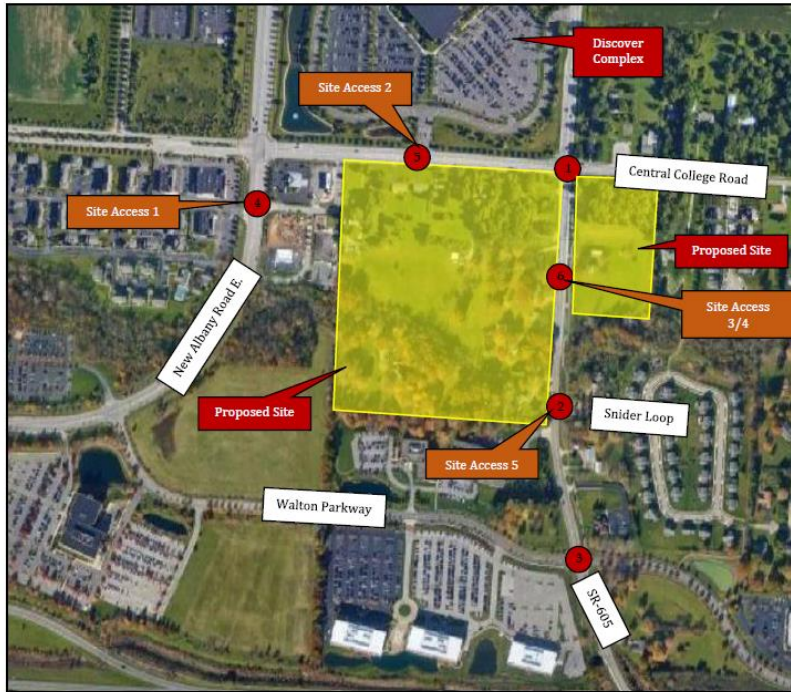 Discover
Complex
Site Access 2
5
1
Central College Road
Site Access 1
4
Proposed Site
6
Site Access
3/4
New Albany Road E.
Proposed Site
2
Snider Loop
Site Access 5
Walton Parkway
3
SR-605